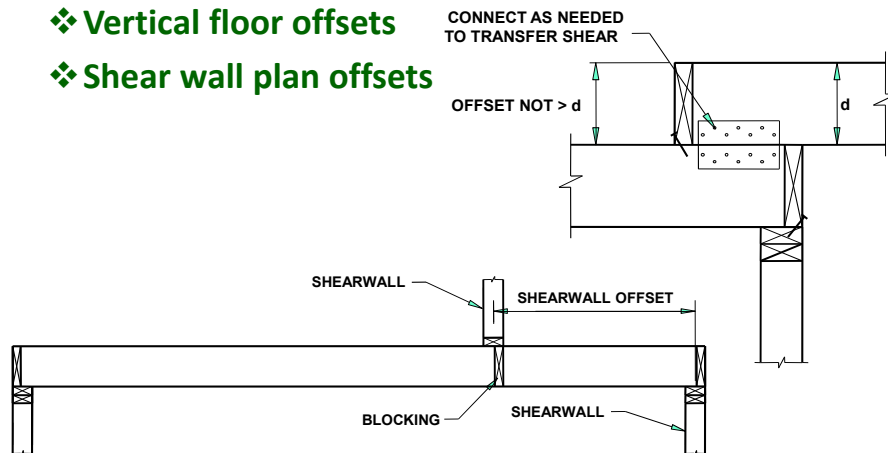 ❖ Vertical floor offsets
❖ Shear wall plan offsets
CONNECT AS NEEDED
TO TRANSFER SHEAR
OFFSET NOT > d
d
SHEARWALL
SHEARWALL OFFSET
BLOCKING
SHEARWALL